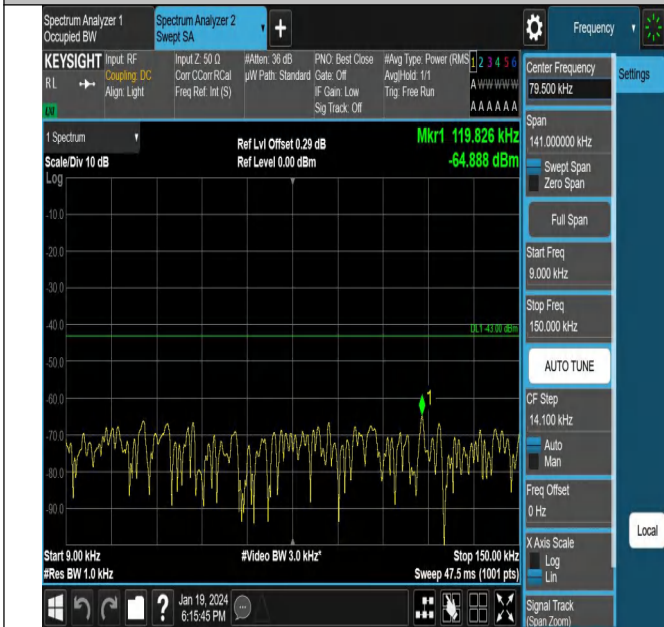 Spectrum Analyzer 1
Occupied BW
Spectrum Analyzer 2
Swept SA
+
Frequency
KEYSIGHT
RL
LXI
Input: RF
Coupling: DC
Align: Light
Input Z: 50 Ω
Corr CCorr RCal
Freq Ref: Int (S)
#Atten: 36 dB
µW Path: Standard
PNO: Best Close
Gate: Off
IF Gain: Low
Sig Track: Off
#Avg Type: Power (RMS
Avg|Hold: 1/1
Trig: Free Run
1 2 3 4 5 6
A W W W W W
A A A A A A
1 Spectrum
Scale/Div 10 dB
Ref Lvl Offset 0.29 dB
Ref Level 0.00 dBm
Mkr1 119.826 kHz
-64.888 dBm
Log
-10.0
-20.0
-30.0
-40.0
-50.0
-60.0
-70.0
-80.0
-90.0
DL1 -43.00 dBm
1
Start 9.00 kHz
#Res BW 1.0 kHz
#Video BW 3.0 kHz*
Stop 150.00 kHz
Sweep 47.5 ms (1001 pts)
Jan 19, 2024
6:15:45 PM
Center Frequency
79.500 kHz
Settings
Span
141.000000 kHz
Swept Span
Zero Span
Full Span
Start Freq
9.000 kHz
Stop Freq
150.000 kHz
AUTO TUNE
CF Step
14.100 kHz
Auto
Man
Freq Offset
0 Hz
X Axis Scale
Log
Lin
Local
Signal Track
(Span Zoom)